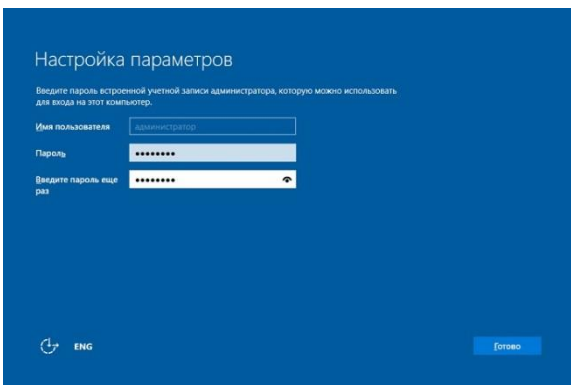 Настройка параметров
Введите пароль встроенной учетной записи администратора, которую можно использовать
для входа на этот компьютер.
Имя пользователя
администратор
Пароль
••••••••
Введите пароль еще
раз
••••••••
ENG
Готово